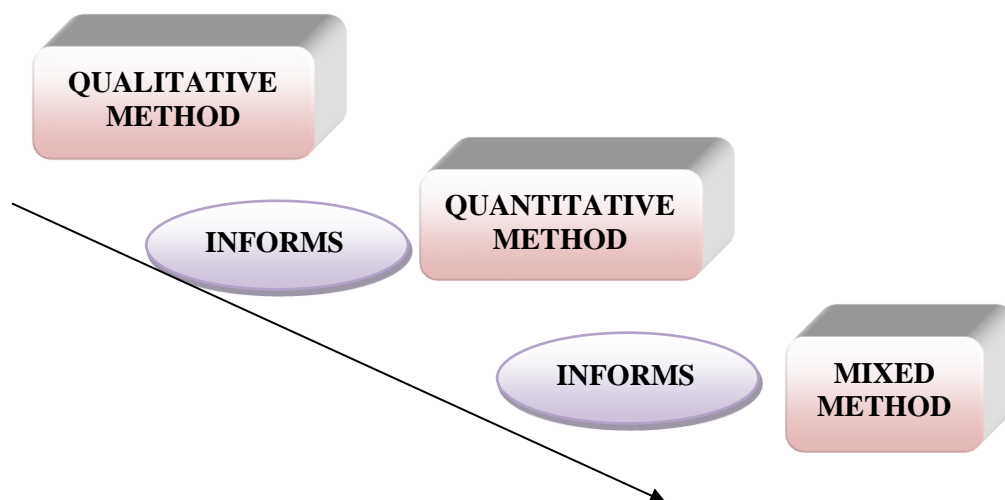 QUALITATIVE
METHOD
QUANTITATIVE
METHOD
INFORMS
INFORMS
MIXED
METHOD